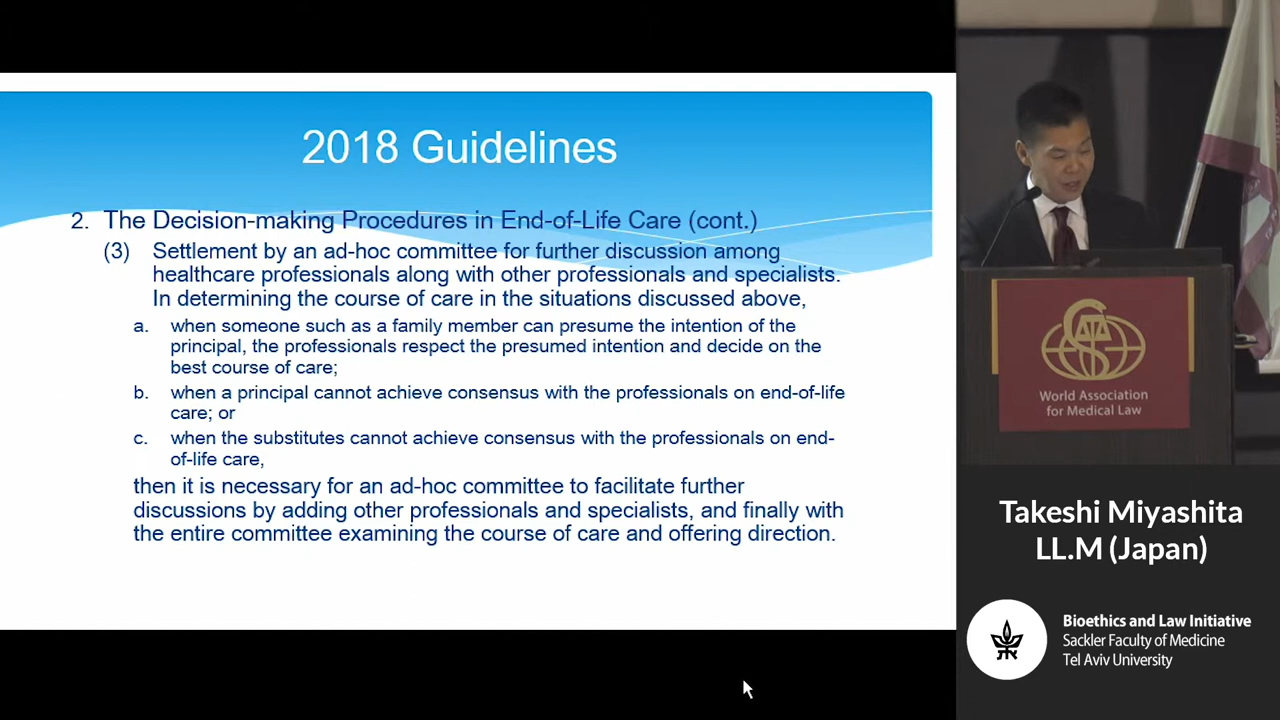 2018 Guidelines
2. The Decision-making Procedures in End-of-Life Care (cont.)
(3) Settlement by an ad-hoc committee for further discussion among
healthcare professionals along with other professionals and specialists.
In determining the course of care in the situations discussed above,
a. when someone such as a family member can presume the intention of the
principal, the professionals respect the presumed intention and decide on the
best course of care;
b. when a principal cannot achieve consensus with the professionals on end-of-life
care; or
c. when the substitutes cannot achieve consensus with the professionals on end-
of-life care,
then it is necessary for an ad-hoc committee to facilitate further
discussions by adding other professionals and specialists, and finally with
the entire committee examining the course of care and offering direction.
World Association
for Medical Law
Takeshi Miyashita
LL.M (Japan)
Bioethics and Law Initiative
Sackler Faculty of Medicine
Tel Aviv University